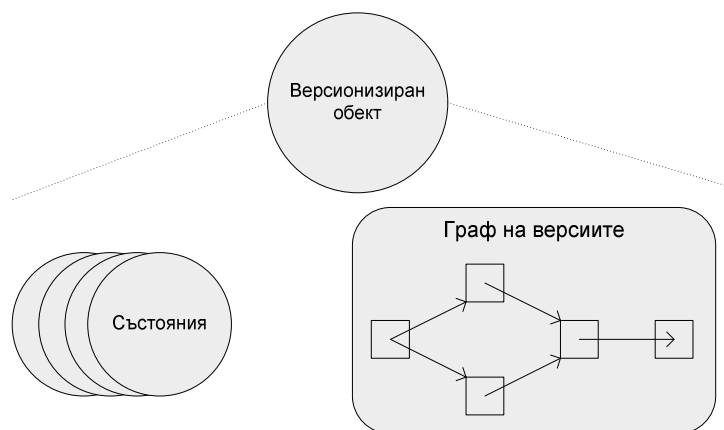 Версионизиран
обект
Граф на версиите
Състояния